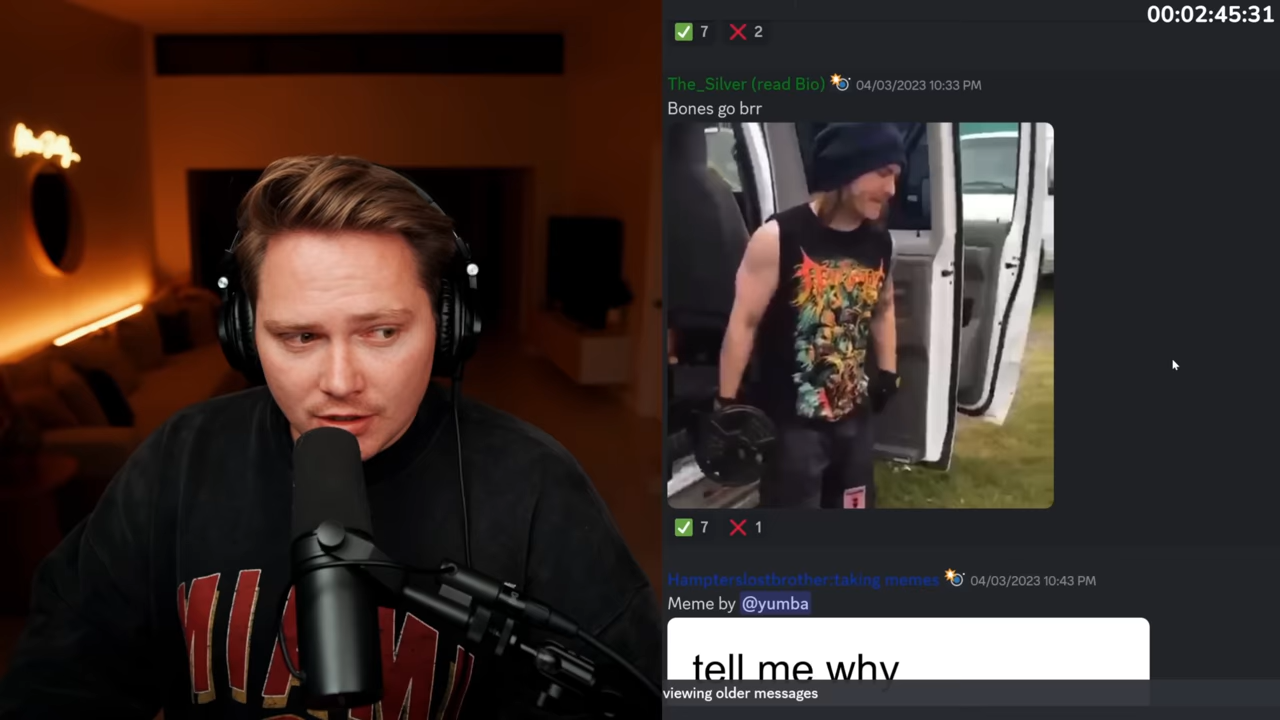 00:02:45:31
7
2
The_Silver (read Bio) 04/03/2023 10:33 PM
Bones go brr
7
1
Hampterslostbrother:taking memes 04/03/2023 10:43 PM
Meme by @yumba
tell me why
viewing older messages